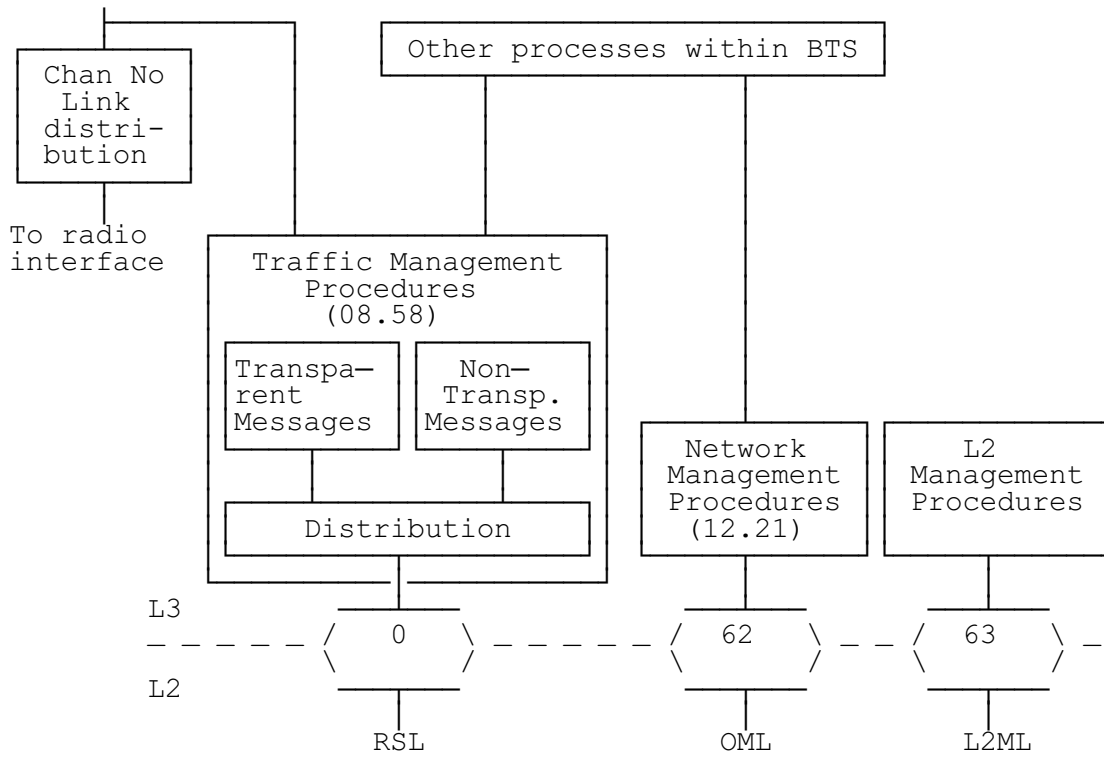 Other processes within BTS
Chan No
Link
distri-
bution
To radio
interface
Traffic Management
Procedures
(08.58)
Transpa-
rent
Messages
Non-
Transp.
Messages
Distribution
Network
Management
Procedures
(12.21)
L2
Management
Procedures
L3
0
62
63
L2
RSL
OML
L2ML